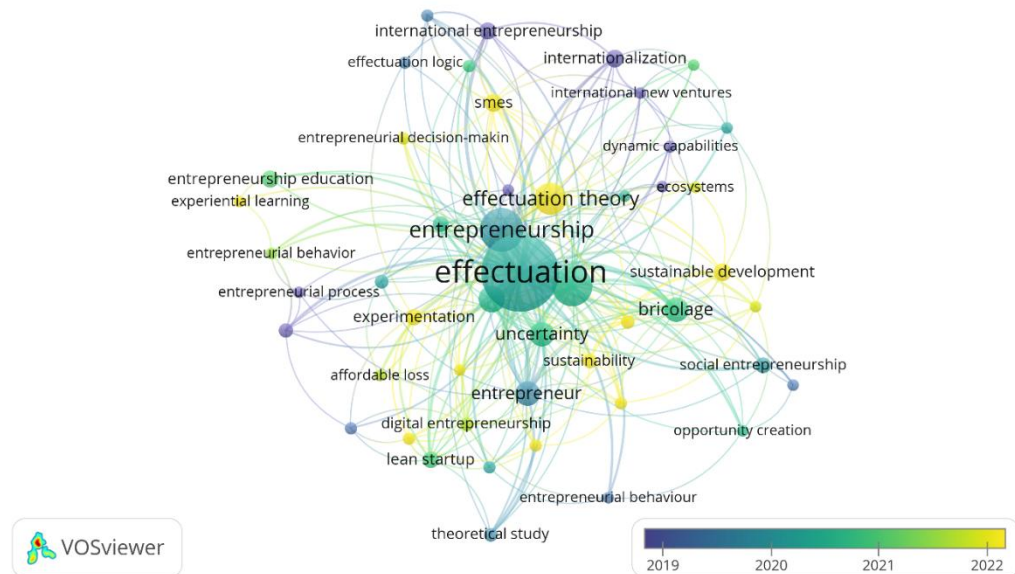 international entrepreneurship
effectuation logic
internationalization
international new ventures
smes
entrepreneurial decision-makin
dynamic capabilities
entrepreneurship education
ecosystems
experiential learning
effectuation theory
entrepreneurship
entrepreneurial behavior
effectuation
sustainable development
entrepreneurial process
bricolage
experimentation
uncertainty
sustainability
social entrepreneurship
affordable loss
entrepreneur
digital entrepreneurship
opportunity creation
lean startup
entrepreneurial behaviour
theoretical study
VOSviewer
2019 2020 2021 2022